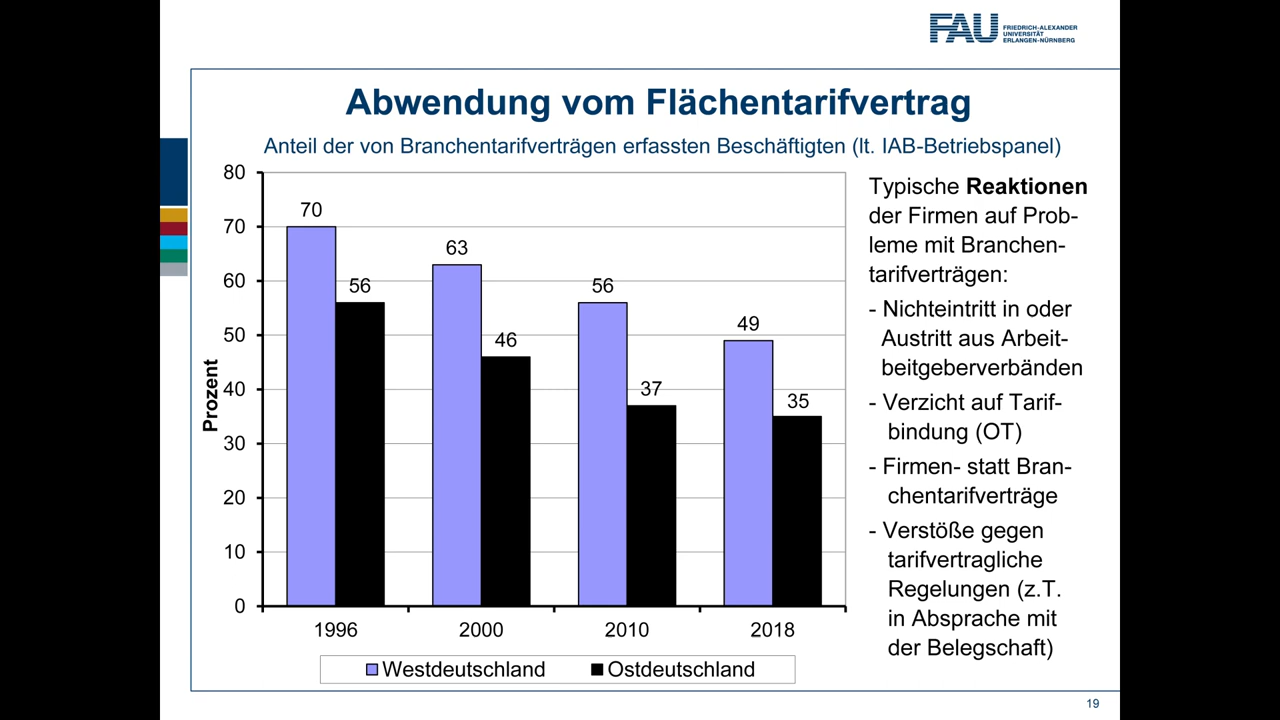 FAU
FRIEDRICH-ALEXANDER
UNIVERSITÄT
ERLANGEN-NÜRNBERG
Abwendung vom Flächentarifvertrag
Anteil der von Branchentarifverträgen erfassten Beschäftigten (lt. IAB-Betriebspanel)
Prozent
80
70
60
50
40
30
20
10
0
70
56
63
46
56
37
49
35
1996
2000
2010
2018
Westdeutschland
Ostdeutschland
Typische Reaktionen
der Firmen auf Prob-
leme mit Branchen-
tarifverträgen:
- Nichteintritt in oder
Austritt aus Arbeit-
beitgeberverbänden
- Verzicht auf Tarif-
bindung (OT)
- Firmen- statt Bran-
chentarifverträge
- Verstöße gegen
tarifvertragliche
Regelungen (z.T.
in Absprache mit
der Belegschaft)
19